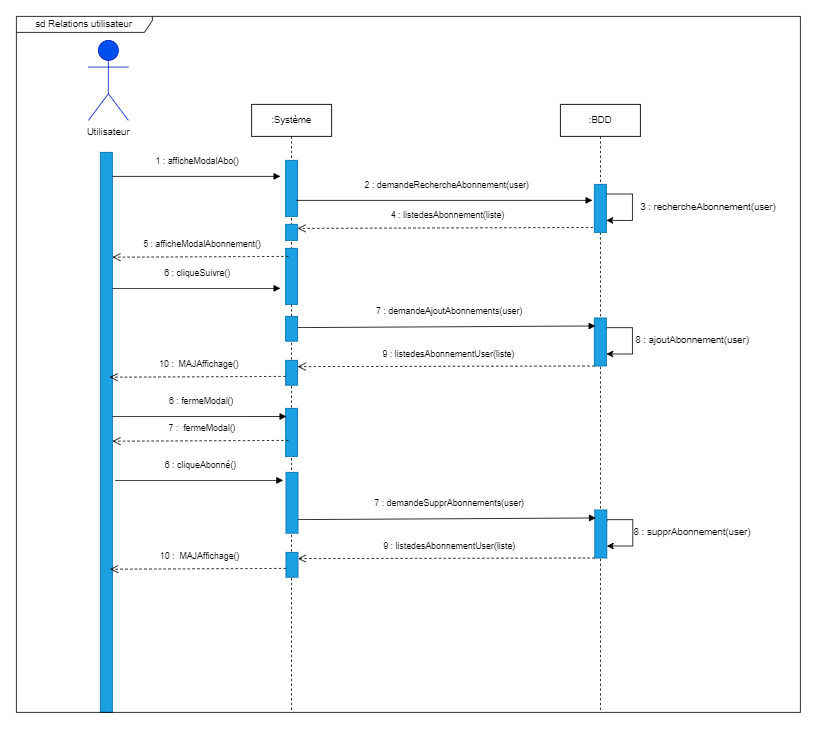 sd Relations utilisateur
Utilisateur
:Système
:BDD
1 : afficheModalAbo()
2 : demandeRechercheAbonnement(user)
3 : rechercheAbonnement(user)
4 : listedesAbonnement(liste)
5 : afficheModalAbonnement()
6 : cliqueSuivre()
7 : demandeAjoutAbonnements(user)
8 : ajoutAbonnement(user)
9 : listedesAbonnementUser(liste)
10 : MAJAffichage()
6 : fermeModal()
7 : fermeModal()
6 : cliqueAbonné()
7 : demandeSupprAbonnements(user)
8 : supprAbonnement(user)
9 : listedesAbonnementUser(liste)
10 : MAJAffichage()